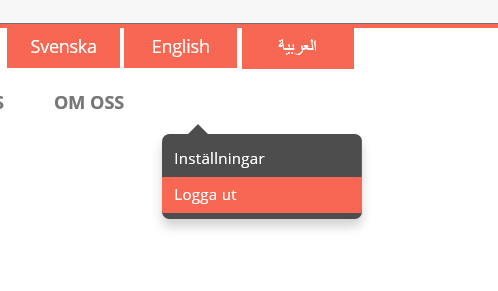 Svenska
English
العربية
OM OSS
Inställningar
Logga ut